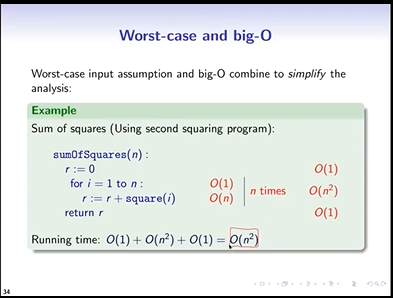 Worst-case and big-O
Worst-case input assumption and big-O combine to simplify the
analysis:
Example
Sum of squares (Using second squaring program):
sumOfSquares(n) :
r := 0 O(1)
for i = 1 to n : O(1) n times O(n²)
r := r + square(i) O(n)
return r O(1)
Running time: O(1) + O(n²) + O(1) = O(n²)
34